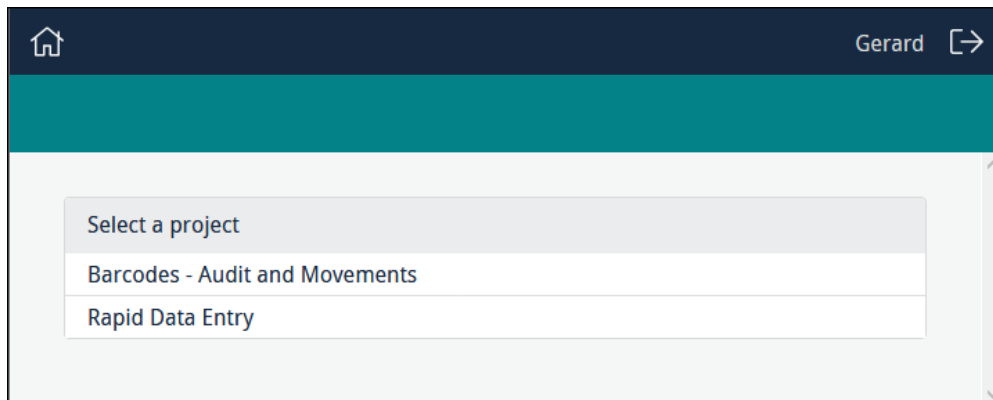 Gerard
Select a project
Barcodes - Audit and Movements
Rapid Data Entry